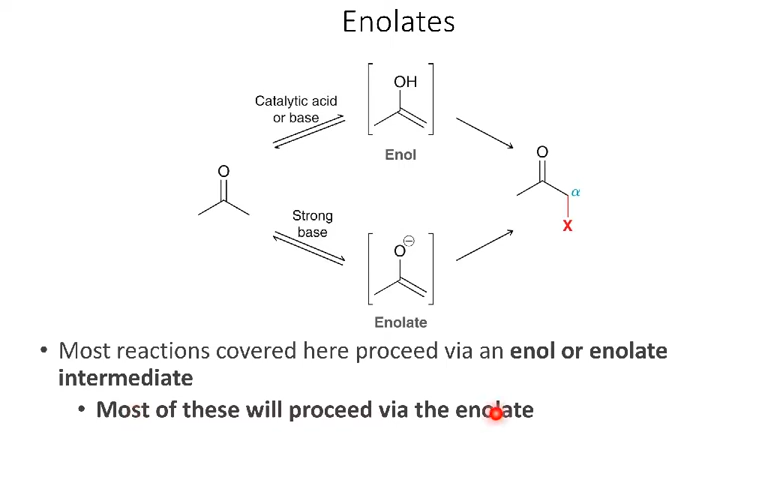 Enolates
OH
Catalytic acid
or base
Enol
O
O
α
X
Strong
base
O⊖
Enolate
• Most reactions covered here proceed via an enol or enolate
intermediate
• Most of these will proceed via the enolate